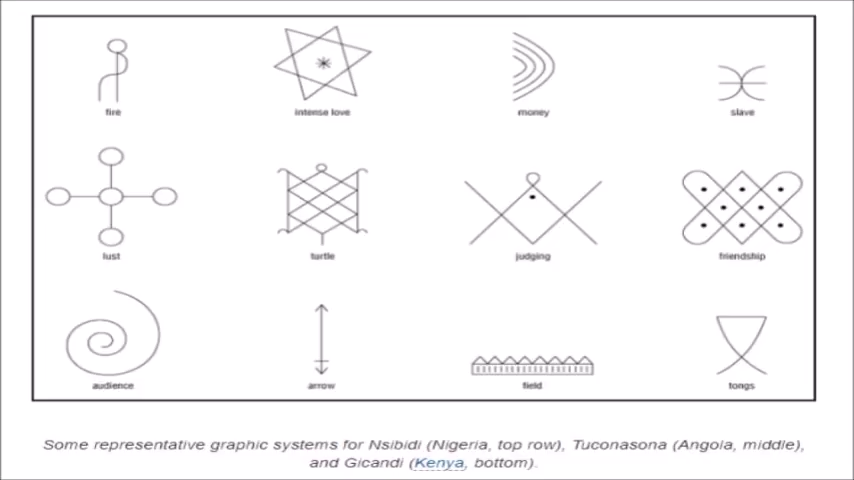 fire intense love money slave
lust turtle judging friendship
audience arrow field tongs
Some representative graphic systems for Nsibidi (Nigeria, top row), Tuconasona (Angola, middle),
and Gicandi (Kenya, bottom).